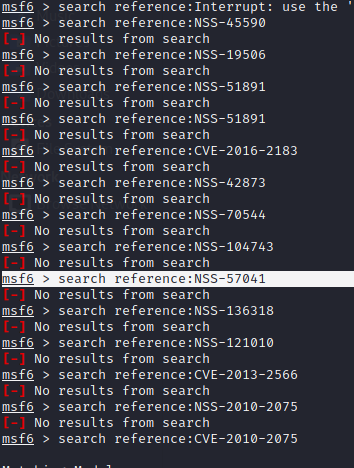 msf6 > search reference:Interrupt: use the '
[-] No results from search
msf6 > search reference:NSS-45590
[-] No results from search
msf6 > search reference:NSS-19506
[-] No results from search
msf6 > search reference:NSS-51891
[-] No results from search
msf6 > search reference:NSS-51891
[-] No results from search
msf6 > search reference:CVE-2016-2183
[-] No results from search
msf6 > search reference:NSS-42873
[-] No results from search
msf6 > search reference:NSS-70544
[-] No results from search
msf6 > search reference:NSS-104743
[-] No results from search
msf6 > search reference:NSS-57041
[-] No results from search
msf6 > search reference:NSS-136318
[-] No results from search
msf6 > search reference:NSS-121010
[-] No results from search
msf6 > search reference:CVE-2013-2566
[-] No results from search
msf6 > search reference:NSS-2010-2075
[-] No results from search
msf6 > search reference:CVE-2010-2075